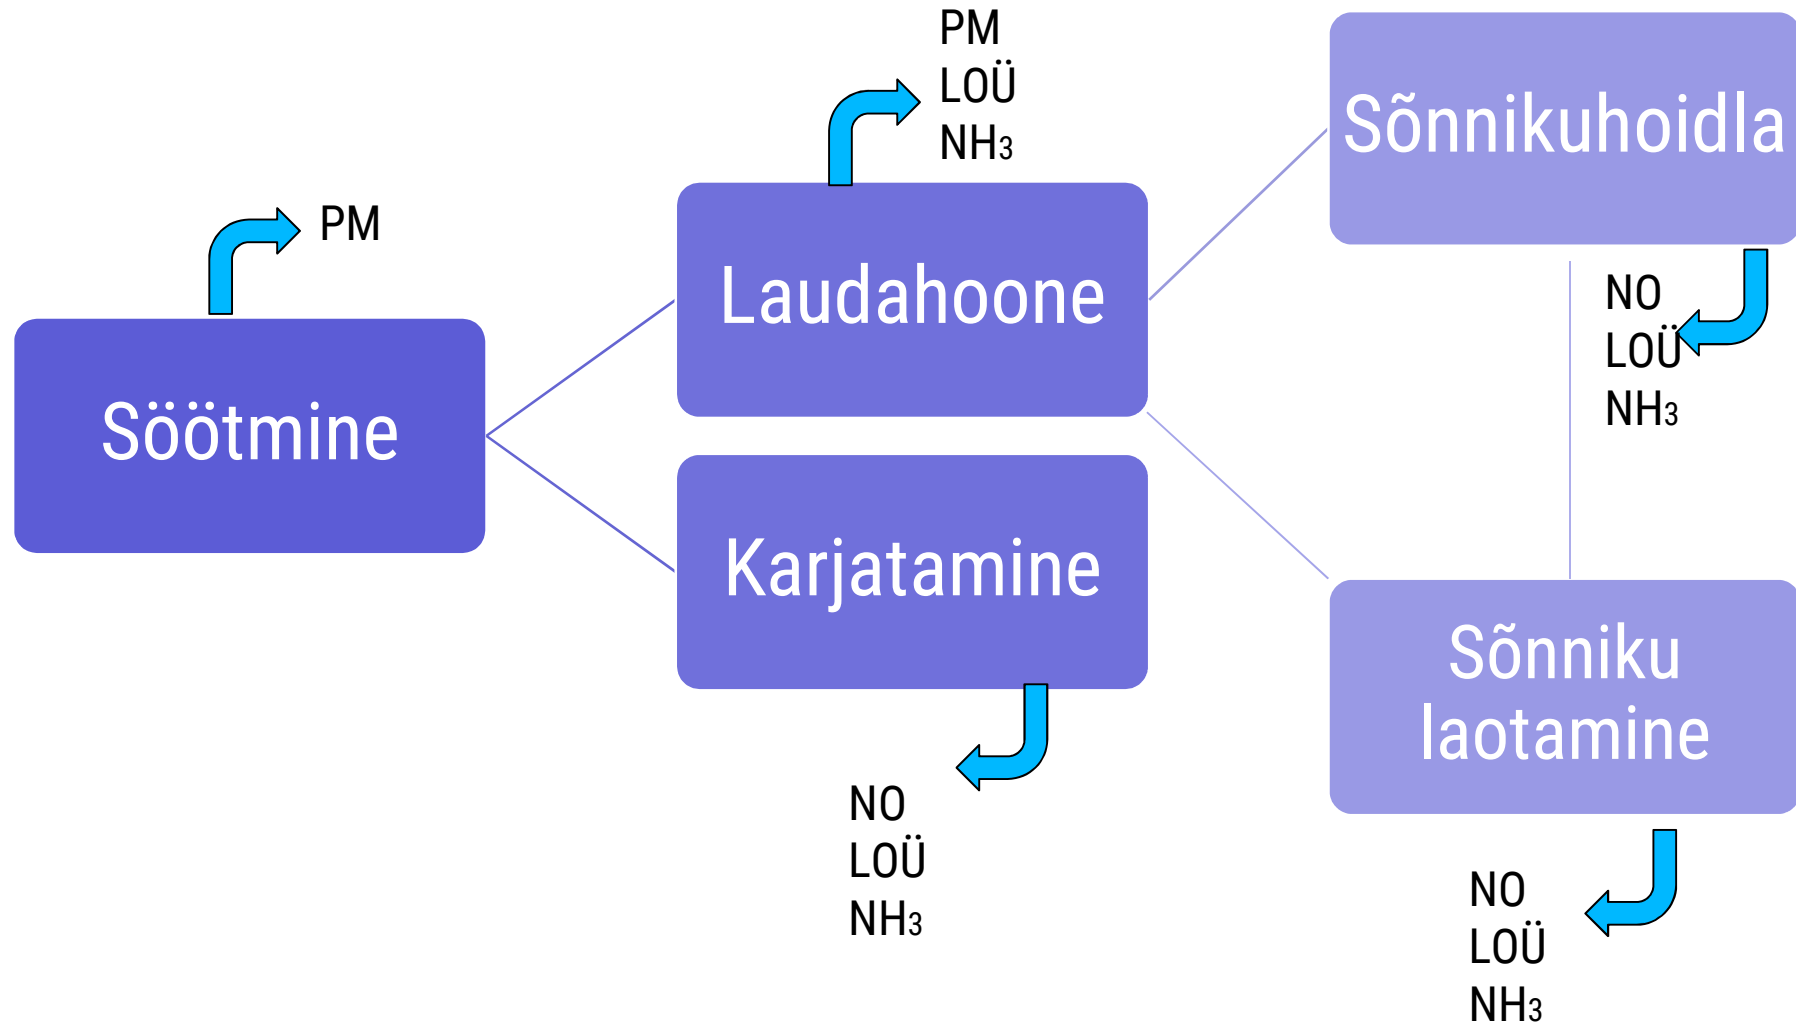 PM
Söötmine
PM
LOÜ
NH₃
Laudahoone
Karjatamine
NO
LOÜ
NH₃
Sõnnikuhoidla
NO
LOÜ
NH₃
Sõnniku
laotamine
NO
LOÜ
NH₃